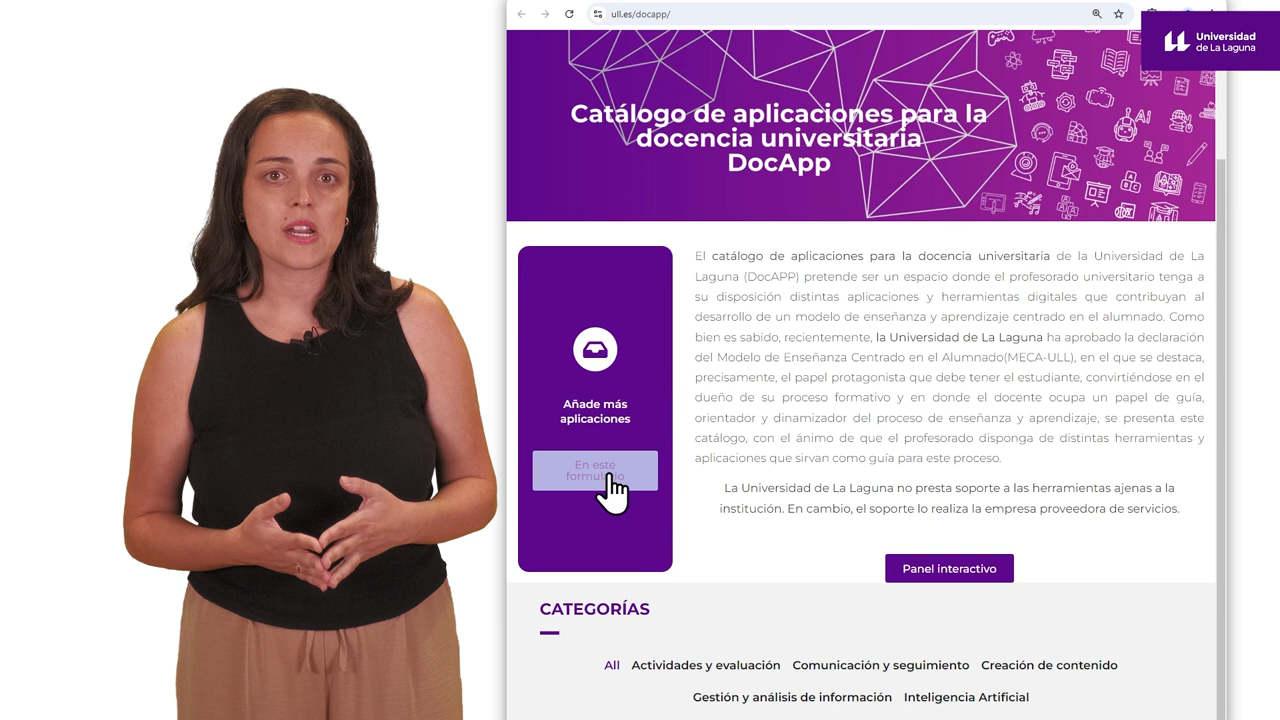 ull.es/docapp/
Universidad
de La Laguna
Catálogo de aplicaciones para la
docencia universitaria
DocApp
AI
A
B C
Añade más
aplicaciones
En este
formulario
El catálogo de aplicaciones para la docencia universitaria de la Universidad de La
Laguna (DocAPP) pretende ser un espacio donde el profesorado universitario tenga a
su disposición distintas aplicaciones y herramientas digitales que contribuyan al
desarrollo de un modelo de enseñanza y aprendizaje centrado en el alumnado. Como
bien es sabido, recientemente, la Universidad de La Laguna ha aprobado la declaración
del Modelo de Enseñanza Centrado en el Alumnado(MECA-ULL), en el que se destaca,
precisamente, el papel protagonista que debe tener el estudiante, convirtiéndose en el
dueño de su proceso formativo y en donde el docente ocupa un papel de guía,
orientador y dinamizador del proceso de enseñanza y aprendizaje, se presenta este
catálogo, con el ánimo de que el profesorado disponga de distintas herramientas y
aplicaciones que sirvan como guía para este proceso.
La Universidad de La Laguna no presta soporte a las herramientas ajenas a la
institución. En cambio, el soporte lo realiza la empresa proveedora de servicios.
Panel interactivo
CATEGORÍAS
All Actividades y evaluación Comunicación y seguimiento Creación de contenido
Gestión y análisis de información Inteligencia Artificial